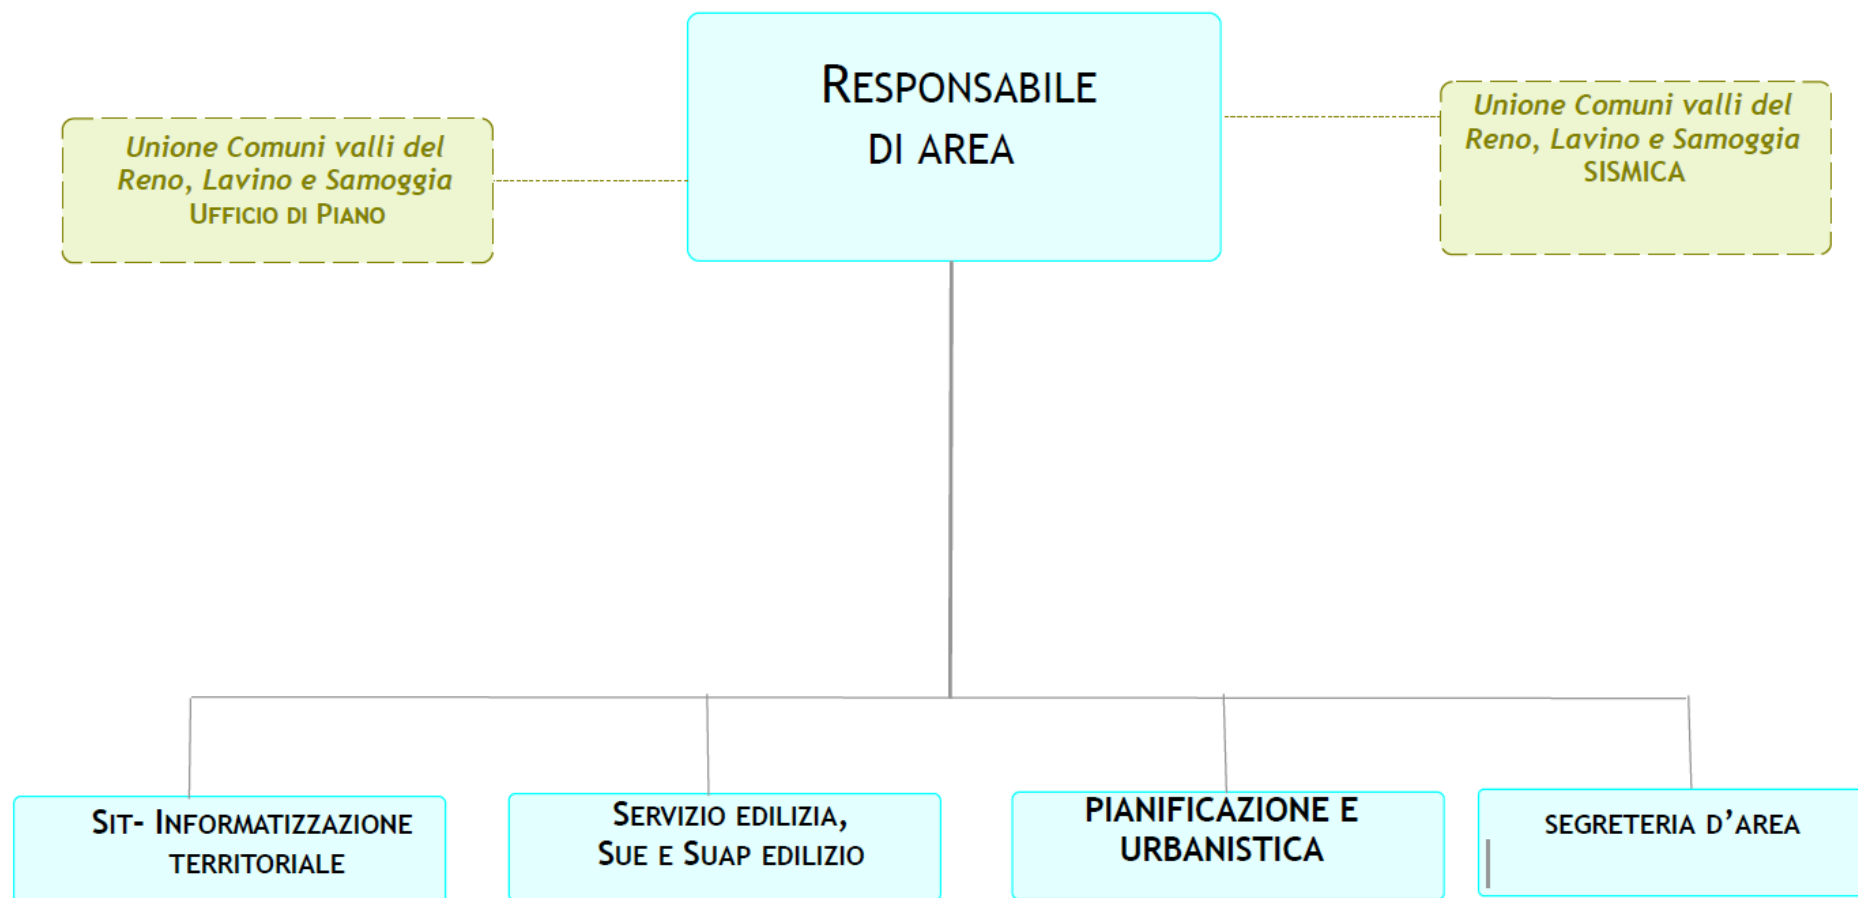 RESPONSABILE
DI AREA
Unione Comuni valli del
Reno, Lavino e Samoggia
UFFICIO DI PIANO
Unione Comuni valli del
Reno, Lavino e Samoggia
SISMICA
SIT- INFORMATIZZAZIONE
TERRITORIALE
SERVIZIO EDILIZIA,
SUE E SUAP EDILIZIO
PIANIFICAZIONE E
URBANISTICA
SEGRETERIA D’AREA